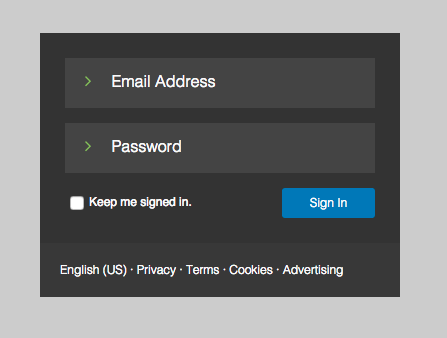 Email Address
Password
Keep me signed in.
Sign In
English (US) · Privacy · Terms · Cookies · Advertising